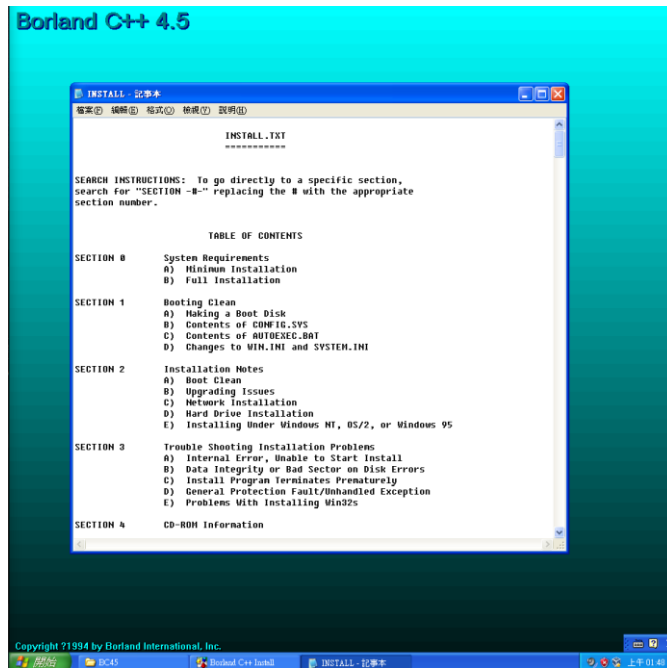 Borland C++ 4.5
INSTALL - 記事本
檔案(F) 編輯(E) 格式(O) 檢視(V) 說明(H)
INSTALL.TXT
===========
SEARCH INSTRUCTIONS: To go directly to a specific section,
search for "SECTION -#-" replacing the # with the appropriate
section number.
TABLE OF CONTENTS
SECTION 0 System Requirements
A) Minimum Installation
B) Full Installation
SECTION 1 Booting Clean
A) Making a Boot Disk
B) Contents of CONFIG.SYS
C) Contents of AUTOEXEC.BAT
D) Changes to WIN.INI and SYSTEM.INI
SECTION 2 Installation Notes
A) Boot Clean
B) Upgrading Issues
C) Network Installation
D) Hard Drive Installation
E) Installing Under Windows NT, OS/2, or Windows 95
SECTION 3 Trouble Shooting Installation Problems
A) Internal Error, Unable to Start Install
B) Data Integrity or Bad Sector on Disk Errors
C) Install Program Terminates Prematurely
D) General Protection Fault/Unhandled Exception
E) Problems With Installing Win32s
SECTION 4 CD-ROM Information
Copyright ?1994 by Borland International, Inc.
開始 BC45 Borland C++ Install INSTALL - 記事本 上午 01:48